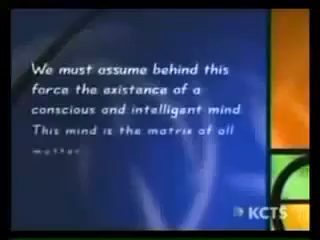 We must assume behind this
force the existence of a
conscious and intelligent mind
This mind is the matrix of all
matter
KCTS